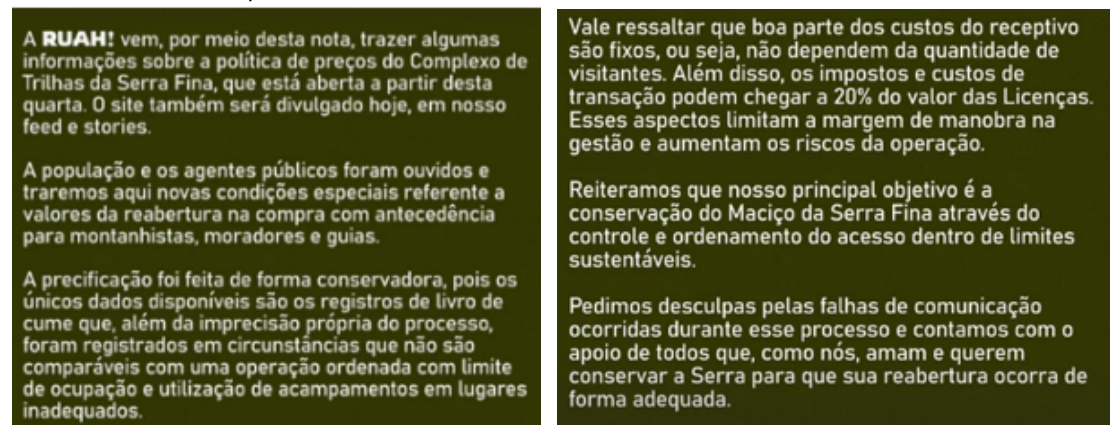 A RUAH! vem, por meio desta nota, trazer algumas
informações sobre a política de preços do Complexo de
Trilhas da Serra Fina, que está aberta a partir desta
quarta. O site também será divulgado hoje, em nosso
feed e stories.
A população e os agentes públicos foram ouvidos e
traremos aqui novas condições especiais referente a
valores da reabertura na compra com antecedência
para montanhistas, moradores e guias.
A precificação foi feita de forma conservadora, pois os
únicos dados disponíveis são os registros de livro de
cume que, além da imprecisão própria do processo,
foram registrados em circunstâncias que não são
comparáveis com uma operação ordenada com limite
de ocupação e utilização de acampamentos em lugares
inadequados.
Vale ressaltar que boa parte dos custos do receptivo
são fixos, ou seja, não dependem da quantidade de
visitantes. Além disso, os impostos e custos de
transação podem chegar a 20% do valor das Licenças.
Esses aspectos limitam a margem de manobra na
gestão e aumentam os riscos da operação.
Reiteramos que nosso principal objetivo é a
conservação do Maciço da Serra Fina através do
controle e ordenamento do acesso dentro de limites
sustentáveis.
Pedimos desculpas pelas falhas de comunicação
ocorridas durante esse processo e contamos com o
apoio de todos que, como nós, amam e querem
conservar a Serra para que sua reabertura ocorra de
forma adequada.